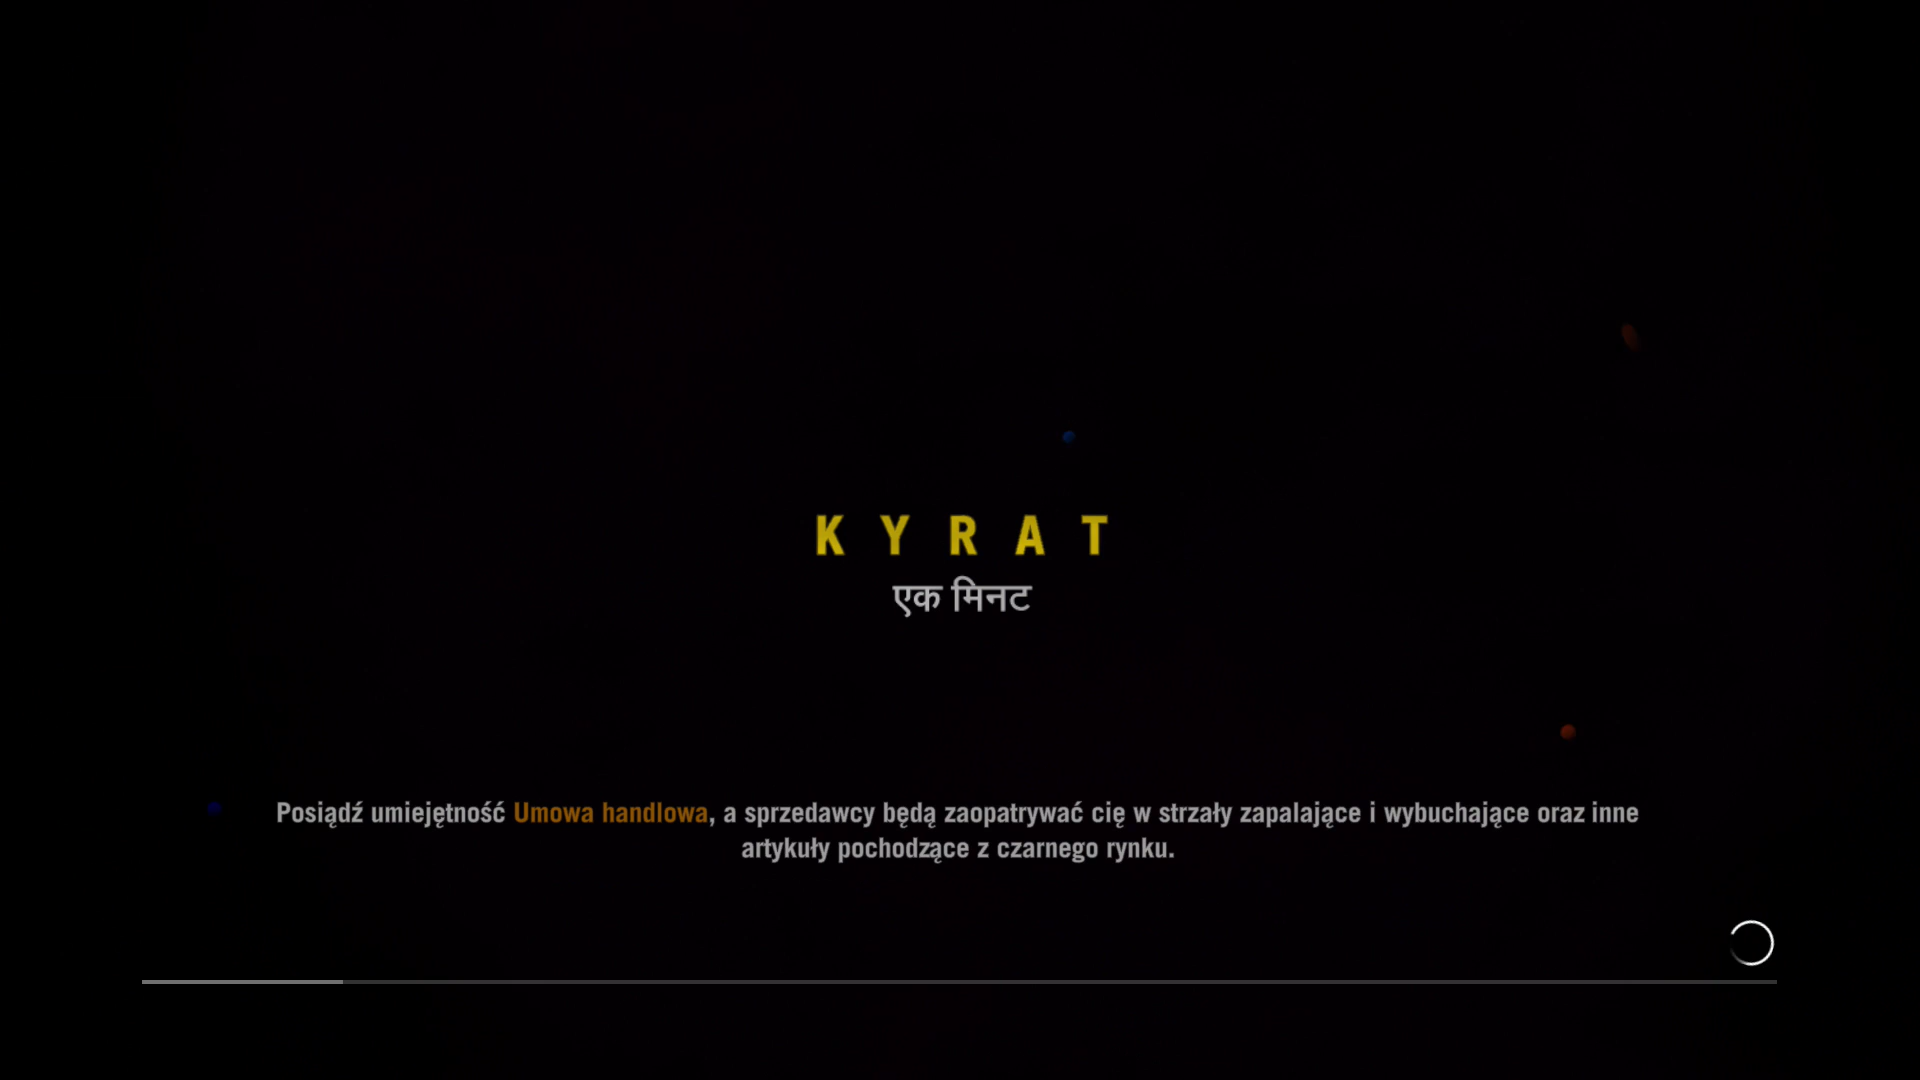 KYRAT
एक मिनट
Posiądź umiejętność Umowa handlowa, a sprzedawcy będą zaopatrywać cię w strzały zapalające i wybuchające oraz inne
artykuły pochodzące z czarnego rynku.